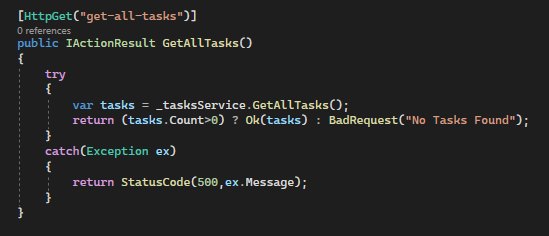 [HttpGet("get-all-tasks")]
0 references
public IActionResult GetAllTasks()
{
try
{
var tasks = _tasksService.GetAllTasks();
return (tasks.Count>0) ? Ok(tasks) : BadRequest("No Tasks Found");
}
catch(Exception ex)
{
return StatusCode(500,ex.Message);
}
}